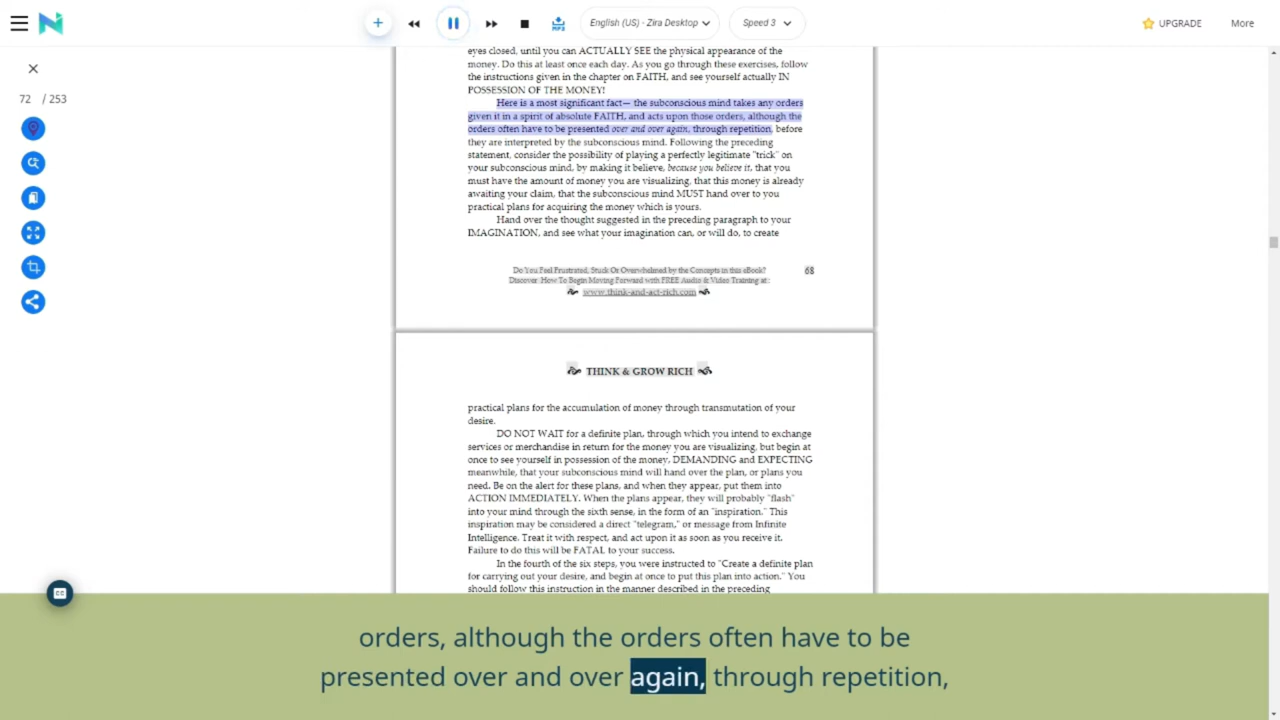 English (US) - Zira Desktop
Speed 3
UPGRADE
More
72 / 253
eyes closed, until you can ACTUALLY SEE the physical appearance of the
money. Do this at least once each day. As you go through these exercises, follow
the instructions given in the chapter on FAITH, and see yourself actually IN
POSSESSION OF THE MONEY!
Here is a most significant fact— the subconscious mind takes any orders
given it in a spirit of absolute FAITH, and acts upon those orders, although the
orders often have to be presented over and over again, through repetition, before
they are interpreted by the subconscious mind. Following the preceding
statement, consider the possibility of playing a perfectly legitimate "trick" on
your subconscious mind, by making it believe, because you believe it, that you
must have the amount of money you are visualizing, that this money is already
awaiting your claim, that the subconscious mind MUST hand over to you
practical plans for acquiring the money which is yours.
Hand over the thought suggested in the preceding paragraph to your
IMAGINATION, and see what your imagination can, or will do, to create
Do You Feel Frustrated, Stuck Or Overwhelmed by the Concepts in this eBook?
68
Discover: How To Begin Moving Forward with FREE Audio & Video Training at:
www.think-and-act-rich.com
THINK & GROW RICH
practical plans for the accumulation of money through transmutation of your
desire.
DO NOT WAIT for a definite plan, through which you intend to exchange
services or merchandise in return for the money you are visualizing, but begin at
once to see yourself in possession of the money, DEMANDING and EXPECTING
meanwhile, that your subconscious mind will hand over the plan, or plans you
need. Be on the alert for these plans, and when they appear, put them into
ACTION IMMEDIATELY. When the plans appear, they will probably "flash"
into your mind through the sixth sense, in the form of an "inspiration." This
inspiration may be considered a direct "telegram," or message from Infinite
Intelligence. Treat it with respect, and act upon it as soon as you receive it.
Failure to do this will be FATAL to your success.
In the fourth of the six steps, you were instructed to "Create a definite plan
for carrying out your desire, and begin at once to put this plan into action." You
should follow this instruction in the manner described in the preceding
CC
orders, although the orders often have to be
presented over and over again, through repetition,